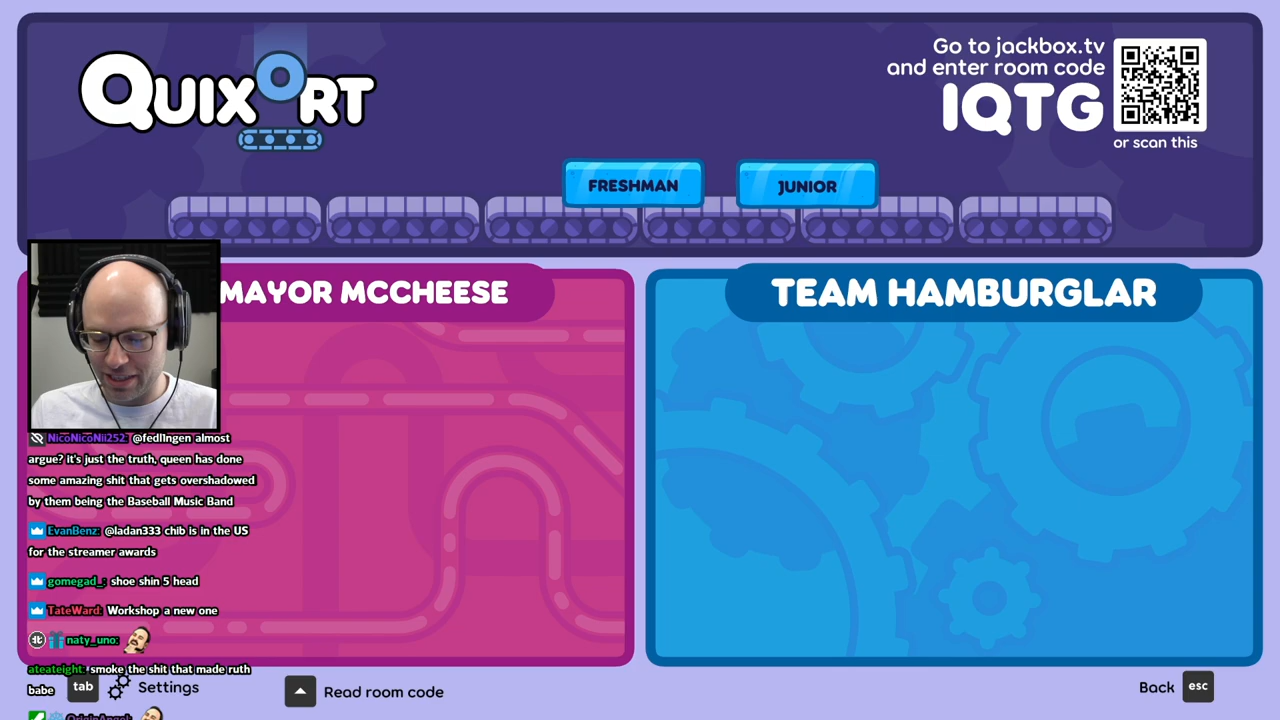 QUIXORT
Go to jackbox.tv
and enter room code
IQTG
or scan this
FRESHMAN
JUNIOR
MAYOR MCCHEESE
TEAM HAMBURGLAR
NicoNicoNii252: @fedl1ngen almost
argue? it's just the truth, queen has done
some amazing shit that gets overshadowed
by them being the Baseball Music Band
EvanBenz: @ladan333 chib is in the US
for the streamer awards
gomegad_: shoe shin 5 head
TateWard: Workshop a new one
naty_uno:
ateateight: smoke the shit that made ruth
babe
tab
Settings
Read room code
Back
esc